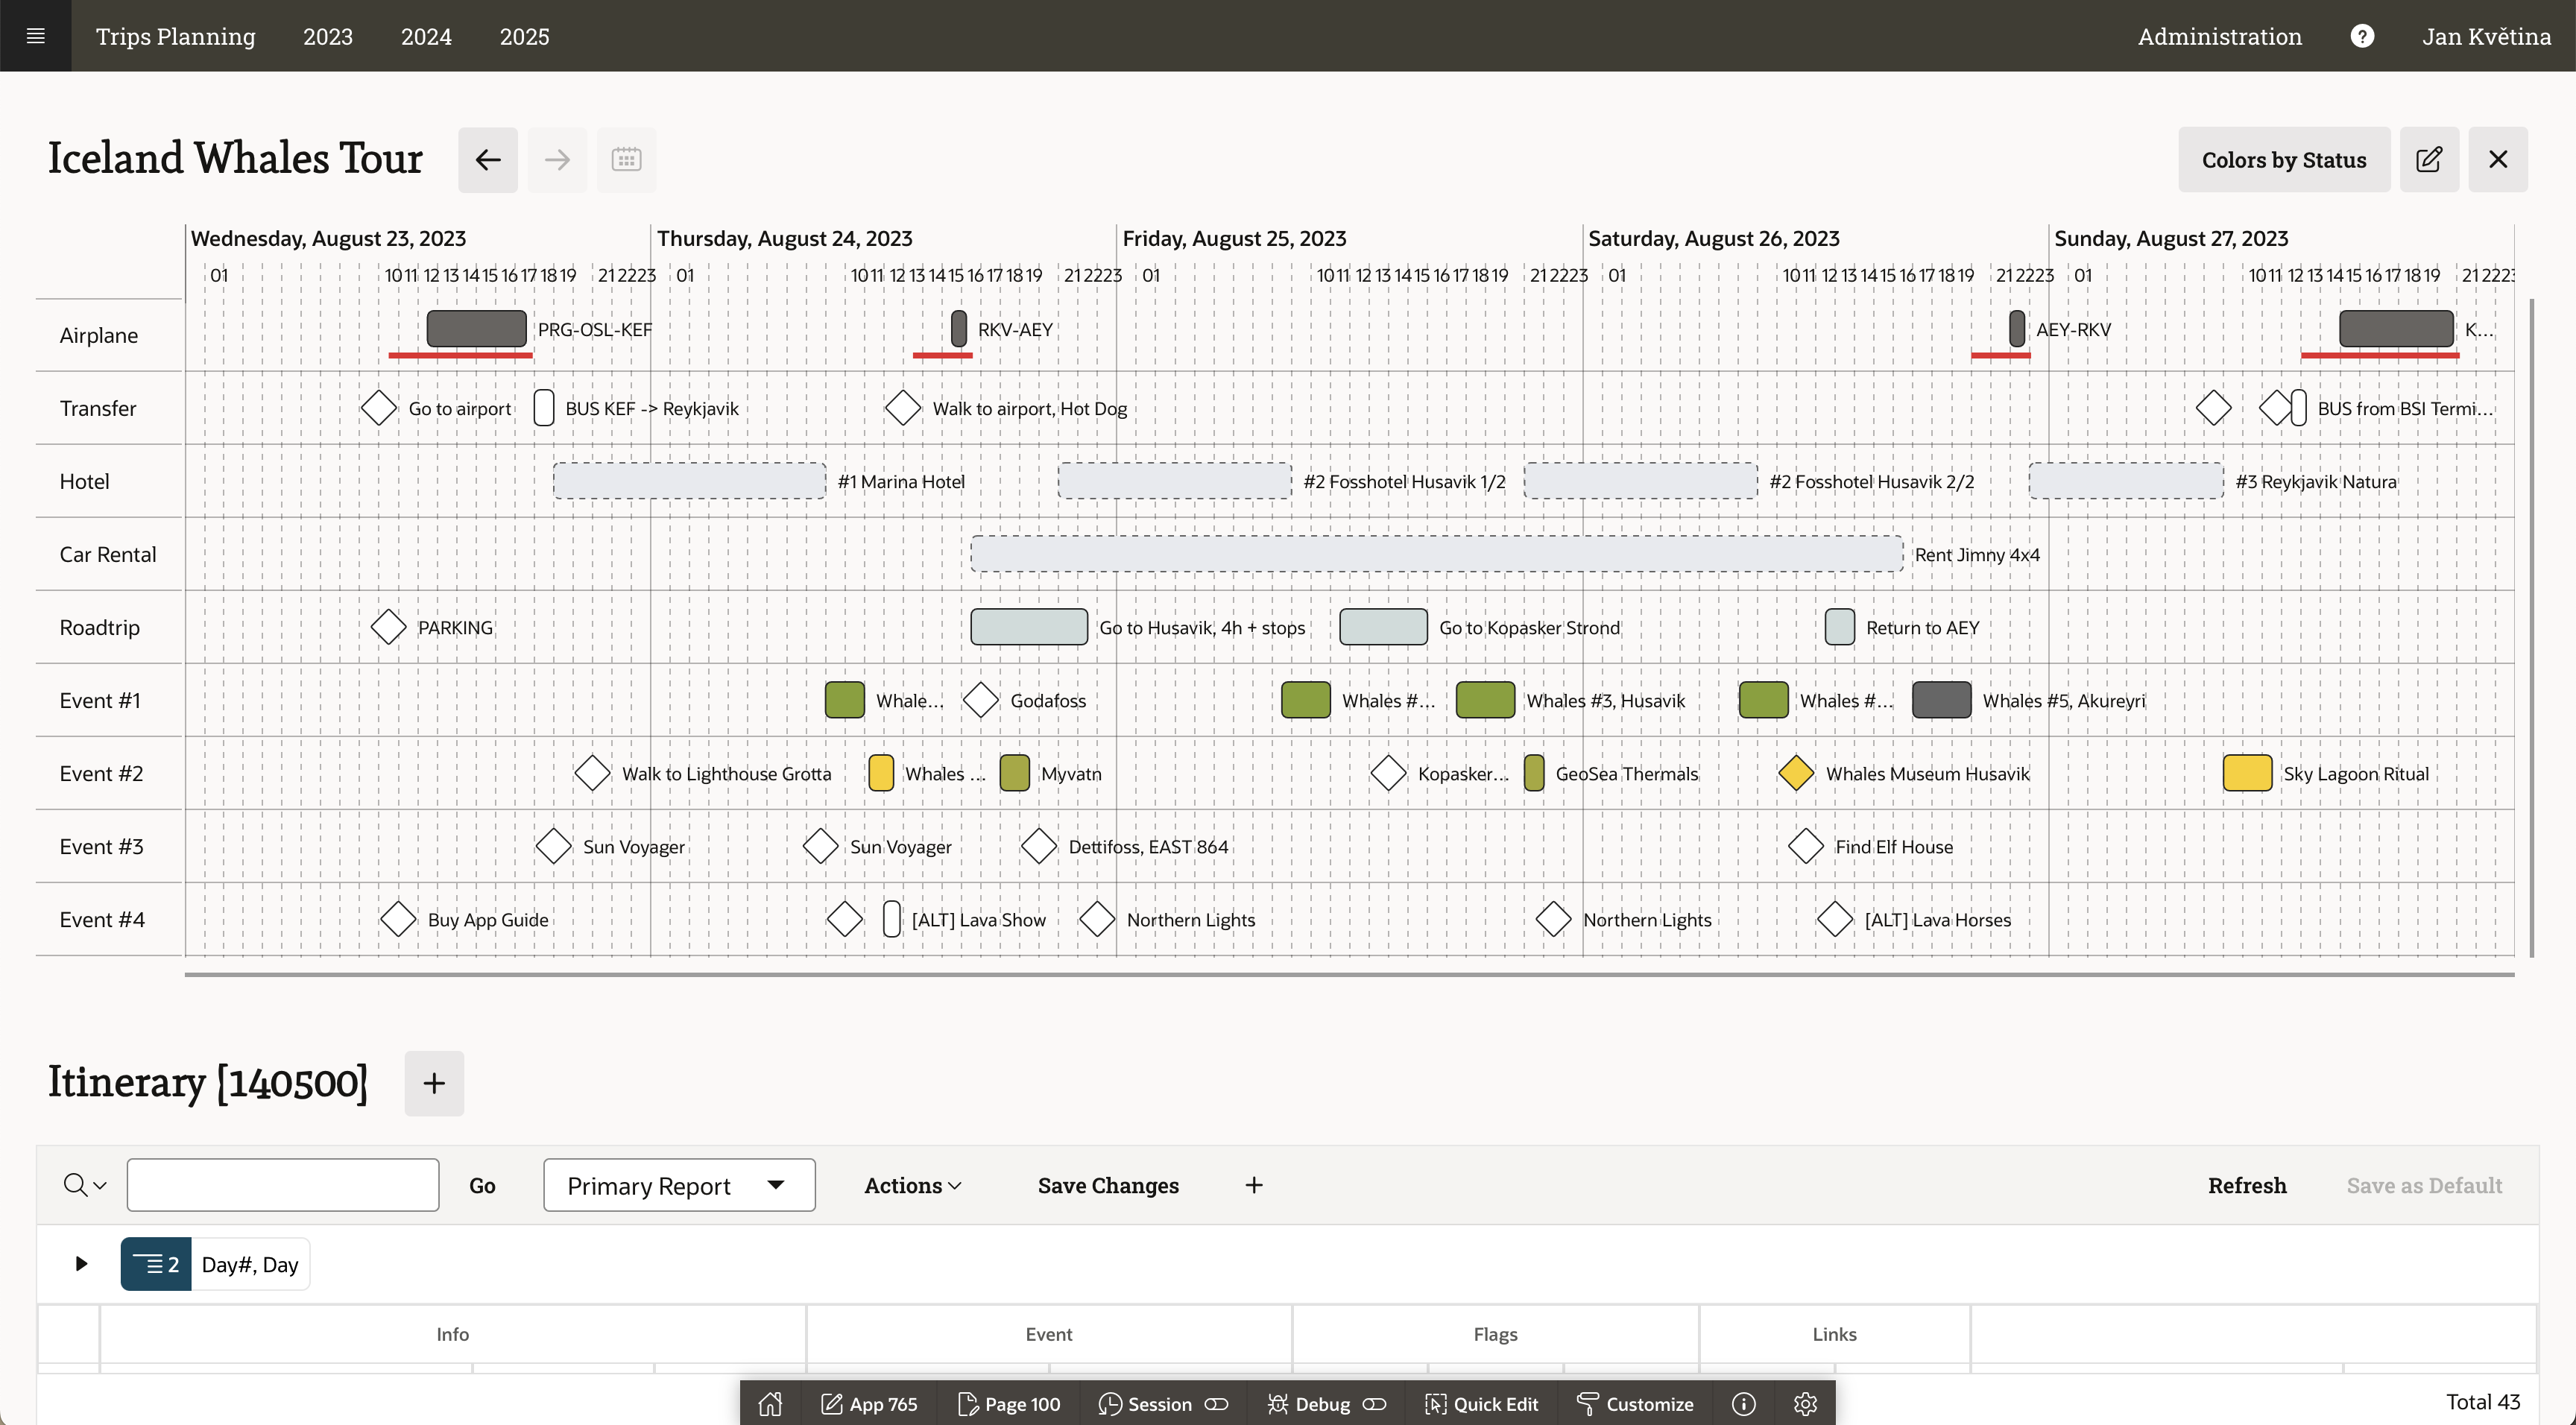 Trips Planning 2023 2024 2025 Administration ? Jan Květina
Iceland Whales Tour Colors by Status
Wednesday, August 23, 2023 Thursday, August 24, 2023 Friday, August 25, 2023 Saturday, August 26, 2023 Sunday, August 27, 2023
01 10 11 12 13 14 15 16 17 18 19 21 22 23 01 10 11 12 13 14 15 16 17 18 19 21 22 23 01 10 11 12 13 14 15 16 17 18 19 21 22 23 01 10 11 12 13 14 15 16 17 18 19 21 22 23 01 10 11 12 13 14 15 16 17 18 19 21 22 23
Airplane PRG-OSL-KEF RKV-AEY AEY-RKV K...
Transfer Go to airport BUS KEF -> Reykjavik Walk to airport, Hot Dog BUS from BSI Termi...
Hotel #1 Marina Hotel #2 Fosshotel Husavik 1/2 #2 Fosshotel Husavik 2/2 #3 Reykjavik Natura
Car Rental Rent Jimny 4x4
Roadtrip PARKING Go to Husavik, 4h + stops Go to Kopasker Strond Return to AEY
Event #1 Whale... Godafoss Whales #... Whales #3, Husavik Whales #... Whales #5, Akureyri
Event #2 Walk to Lighthouse Grotta Whales ... Myvatn Kopasker... GeoSea Thermals Whales Museum Husavik Sky Lagoon Ritual
Event #3 Sun Voyager Sun Voyager Dettifoss, EAST 864 Find Elf House
Event #4 Buy App Guide [ALT] Lava Show Northern Lights Northern Lights [ALT] Lava Horses
Itinerary [140500] +
Go Primary Report Actions Save Changes + Refresh Save as Default
2 Day#, Day
Info Event Flags Links
App 765 Page 100 Session Debug Quick Edit Customize
Total 43